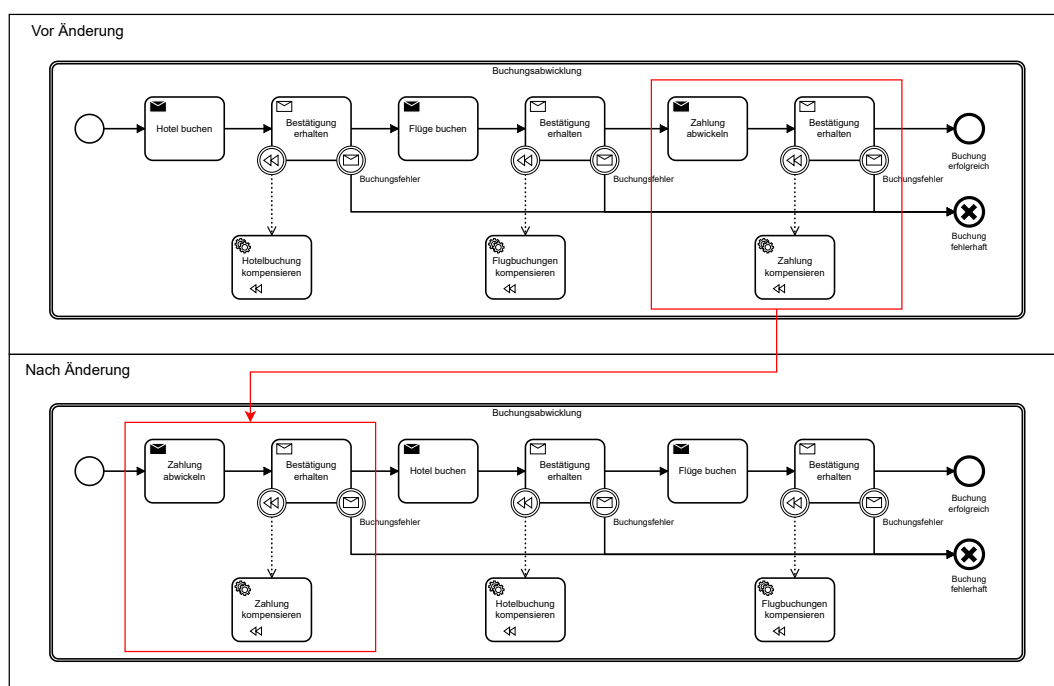 Vor Änderung
Buchungsabwicklung
Hotel buchen
Bestätigung
erhalten
Flüge buchen
Bestätigung
erhalten
Zahlung
abwickeln
Bestätigung
erhalten
Buchungsfehler
Buchungsfehler
Buchungsfehler
Buchung
erfolgreich
Buchung
fehlerhaft
Hotelbuchung
kompensieren
Flugbuchungen
kompensieren
Zahlung
kompensieren
Nach Änderung
Buchungsabwicklung
Zahlung
abwickeln
Bestätigung
erhalten
Hotel buchen
Bestätigung
erhalten
Flüge buchen
Bestätigung
erhalten
Buchungsfehler
Buchungsfehler
Buchungsfehler
Buchung
erfolgreich
Buchung
fehlerhaft
Zahlung
kompensieren
Hotelbuchung
kompensieren
Flugbuchungen
kompensieren